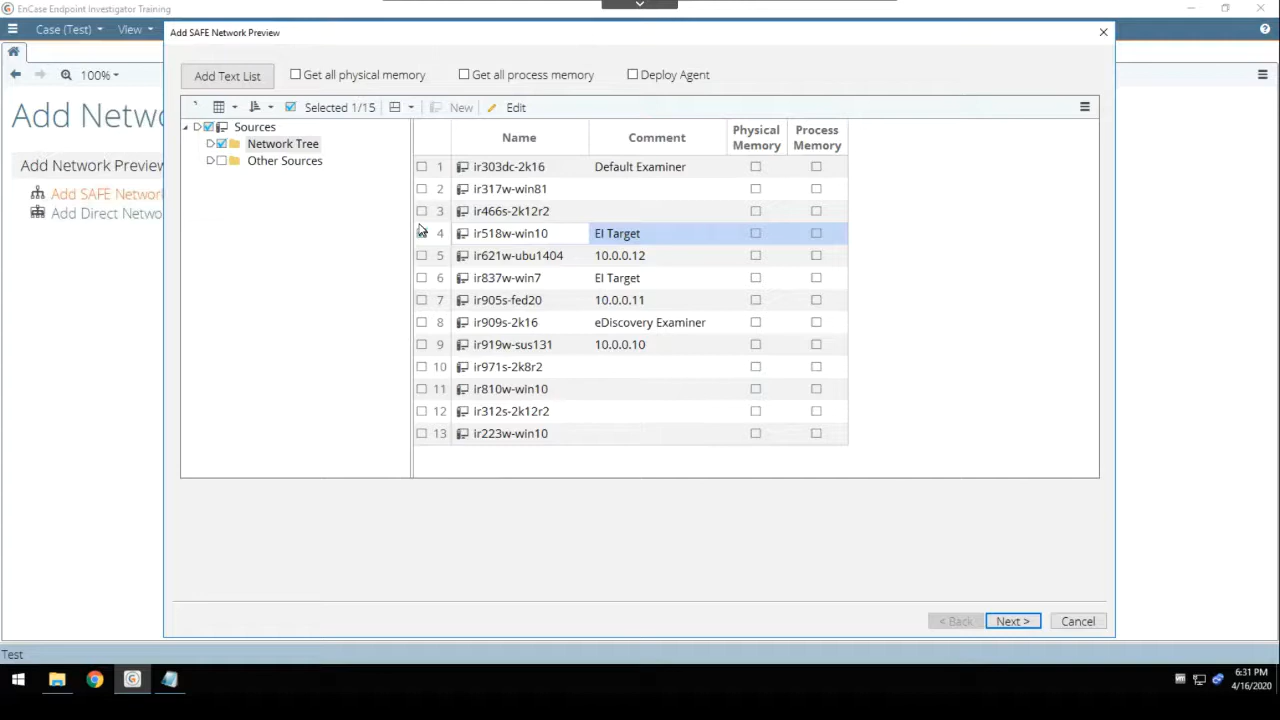 EnCase Endpoint Investigator Training
Case (Test) View
Add SAFE Network Preview
100%
Add Text List Get all physical memory Get all process memory Deploy Agent
Selected 1/15 New Edit
Add Netwo
Add Network Preview
Add SAFE Network
Add Direct Netwo
Sources
Network Tree
Other Sources
Name Comment Physical Memory Process Memory
1 ir303dc-2k16 Default Examiner
2 ir317w-win81
3 ir466s-2k12r2
4 ir518w-win10 EI Target
5 ir621w-ubu1404 10.0.0.12
6 ir837w-win7 EI Target
7 ir905s-fed20 10.0.0.11
8 ir909s-2k16 eDiscovery Examiner
9 ir919w-sus131 10.0.0.10
10 ir971s-2k8r2
11 ir810w-win10
12 ir312s-2k12r2
13 ir223w-win10
< Back Next > Cancel
Test
6:31 PM
4/16/2020